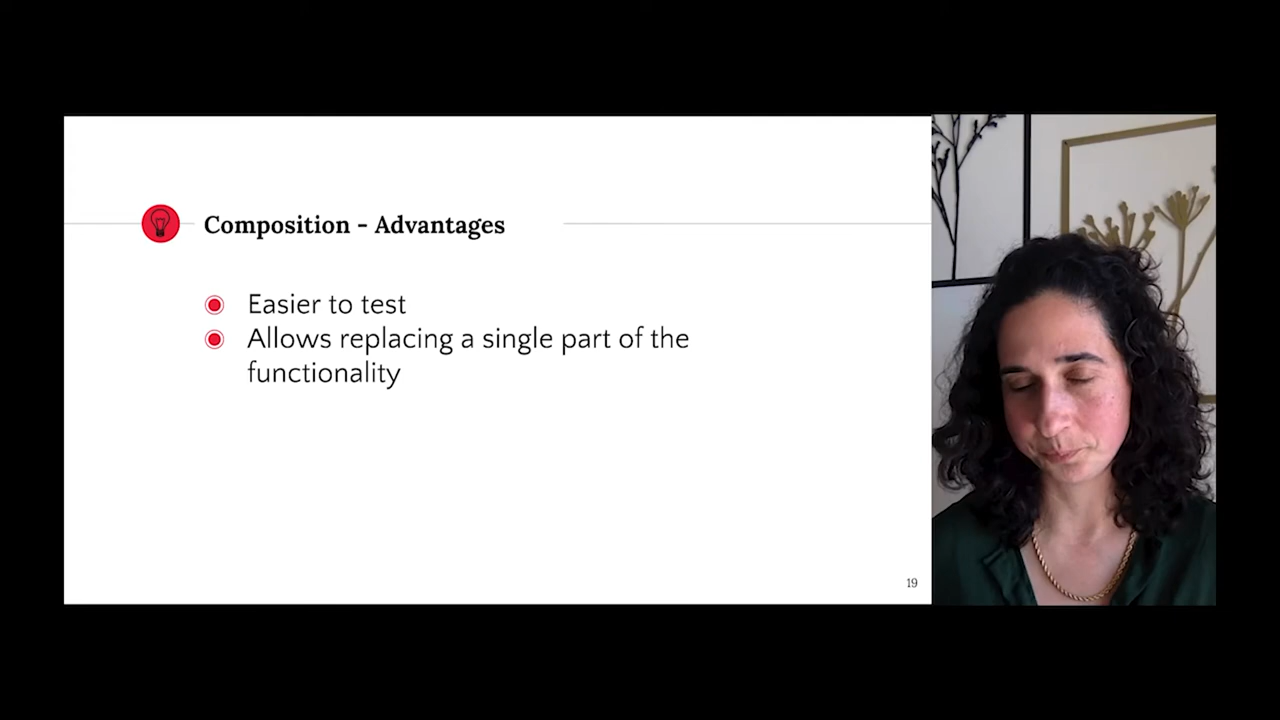 Composition - Advantages
Easier to test
Allows replacing a single part of the
functionality
19